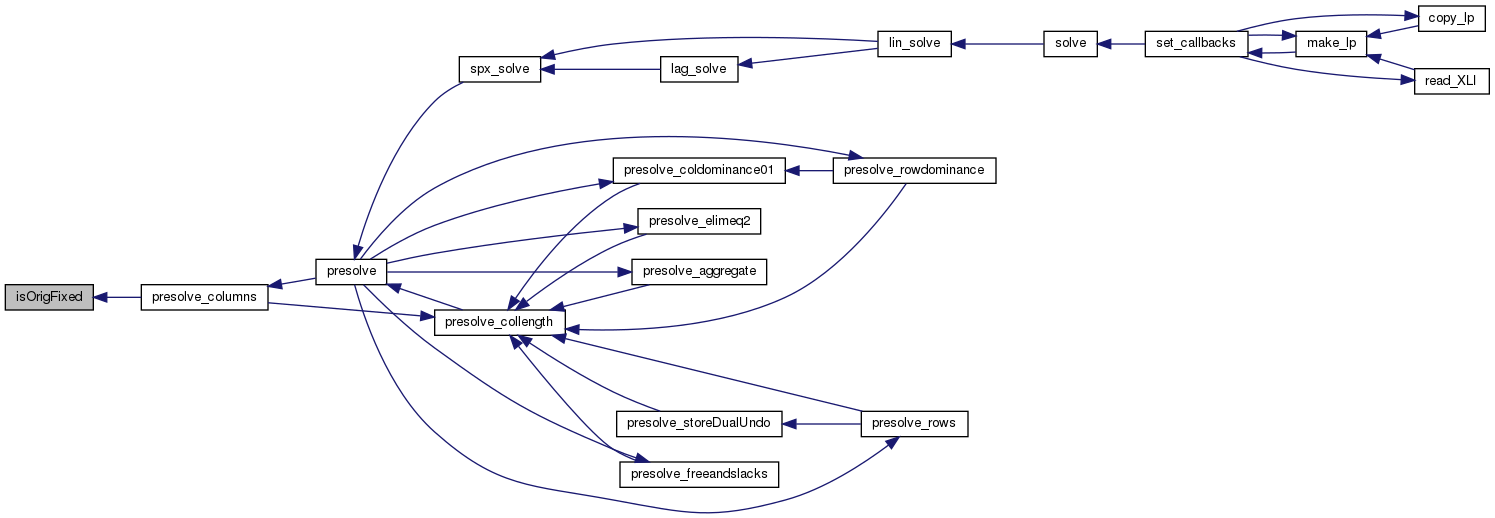 copy_lp
lin_solve
solve
set_callbacks
make_lp
spx_solve
lag_solve
read_XLI
presolve_coldominance01
presolve_rowdominance
presolve_elimeq2
presolve
presolve_aggregate
isOrigFixed
presolve_columns
presolve_collength
presolve_storeDualUndo
presolve_rows
presolve_freeandslacks